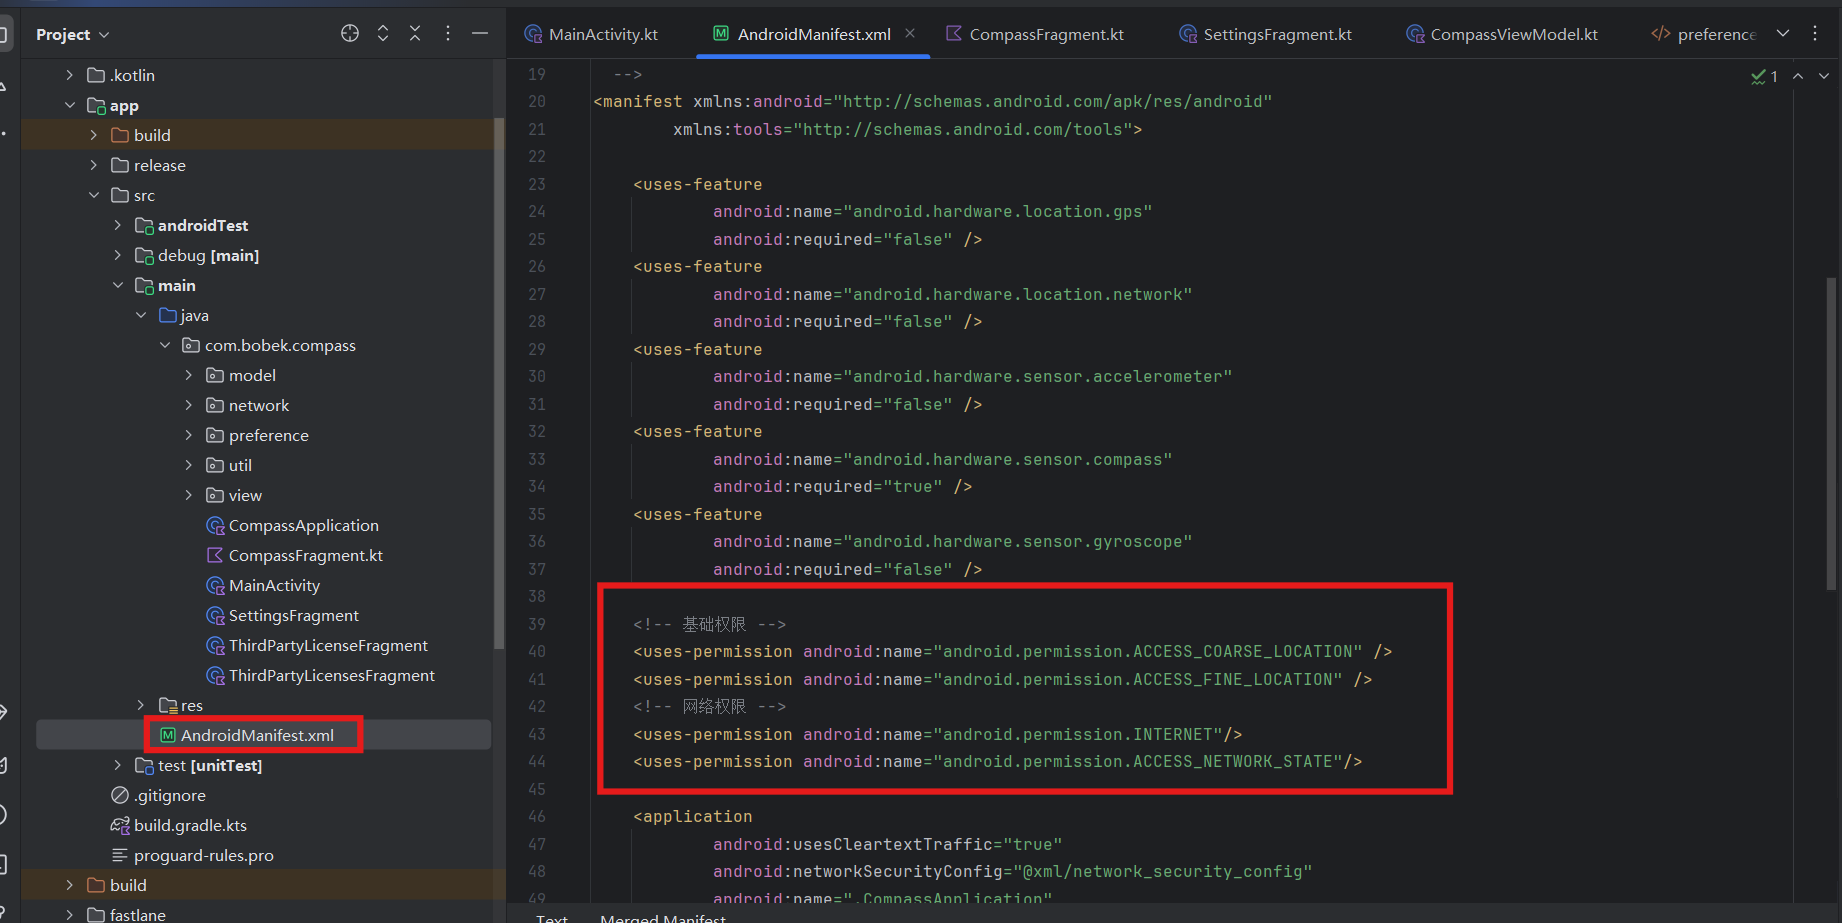 Project
.kotlin
app
build
release
src
androidTest
debug [main]
main
java
com.bobek.compass
model
network
preference
util
view
CompassApplication
CompassFragment.kt
MainActivity
SettingsFragment
ThirdPartyLicenseFragment
ThirdPartyLicensesFragment
res
AndroidManifest.xml
test [unitTest]
.gitignore
build.gradle.kts
proguard-rules.pro
build
fastlane
MainActivity.kt AndroidManifest.xml CompassFragment.kt SettingsFragment.kt CompassViewModel.kt preference
1
19 -->
20 <manifest xmlns:android="http://schemas.android.com/apk/res/android"
21 xmlns:tools="http://schemas.android.com/tools">
22
23 <uses-feature
24 android:name="android.hardware.location.gps"
25 android:required="false" />
26 <uses-feature
27 android:name="android.hardware.location.network"
28 android:required="false" />
29 <uses-feature
30 android:name="android.hardware.sensor.accelerometer"
31 android:required="false" />
32 <uses-feature
33 android:name="android.hardware.sensor.compass"
34 android:required="true" />
35 <uses-feature
36 android:name="android.hardware.sensor.gyroscope"
37 android:required="false" />
38
39 <!-- 基础权限 -->
40 <uses-permission android:name="android.permission.ACCESS_COARSE_LOCATION" />
41 <uses-permission android:name="android.permission.ACCESS_FINE_LOCATION" />
42 <!-- 网络权限 -->
43 <uses-permission android:name="android.permission.INTERNET"/>
44 <uses-permission android:name="android.permission.ACCESS_NETWORK_STATE"/>
45
46 <application
47 android:usesCleartextTraffic="true"
48 android:networkSecurityConfig="@xml/network_security_config"
49 android:name=".CompassApplication"
Text Merged Manifest